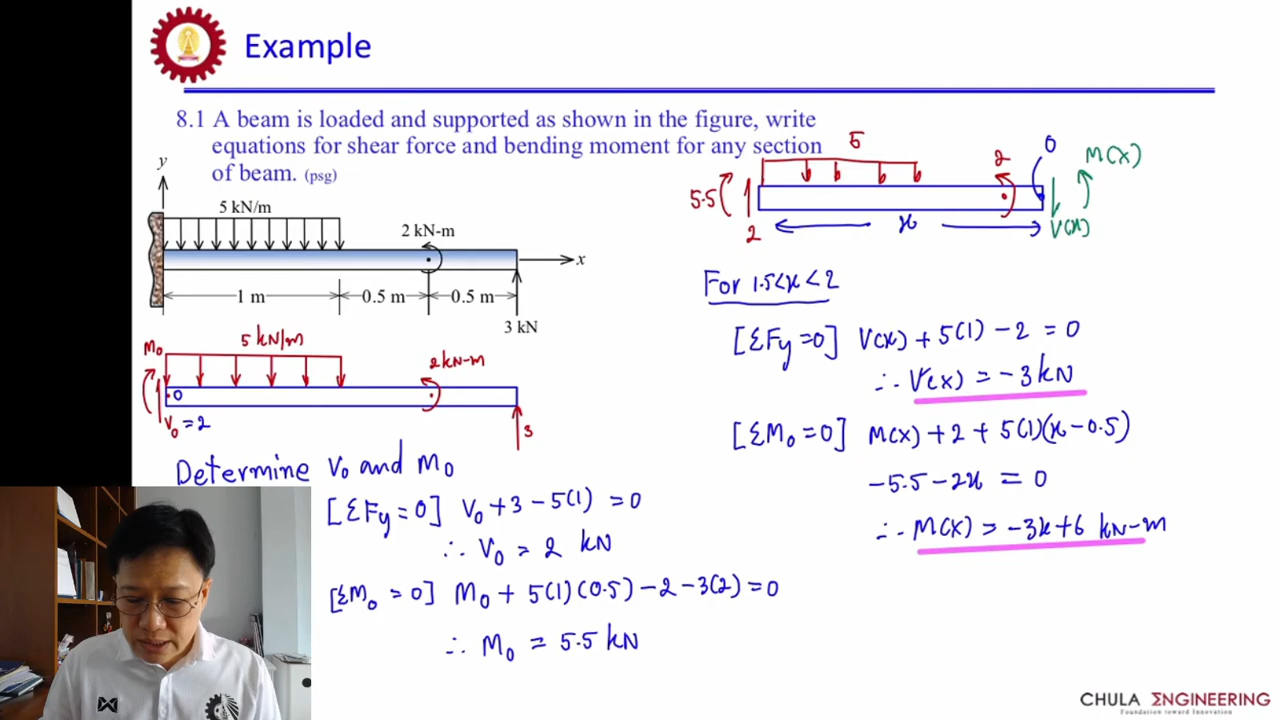 Example
8.1 A beam is loaded and supported as shown in the figure, write
equations for shear force and bending moment for any section
of beam. (psg)
y
5 kN/m
2 kN-m
x
1 m
0.5 m
0.5 m
3 kN
M₀
5 kN/m
2 kN-m
O
V₀ = 2
3
Determine V₀ and M₀
[ΣFy = 0] V₀ + 3 - 5(1) = 0
∴ V₀ = 2 kN
[ΣM₀ = 0] M₀ + 5(1)(0.5) - 2 - 3(2) = 0
∴ M₀ = 5.5 kN
5
2
O
M(x)
5.5
2
x
V(x)
For 1.5<x<2
[ΣFy = 0] V(x) + 5(1) - 2 = 0
∴ V(x) = -3 kN
[ΣM₀ = 0] M(x) + 2 + 5(1)(x - 0.5)
-5.5 - 2x = 0
∴ M(x) = -3x + 6 kN-m
CHULA ΣNGINEERING
Foundation toward Innovation